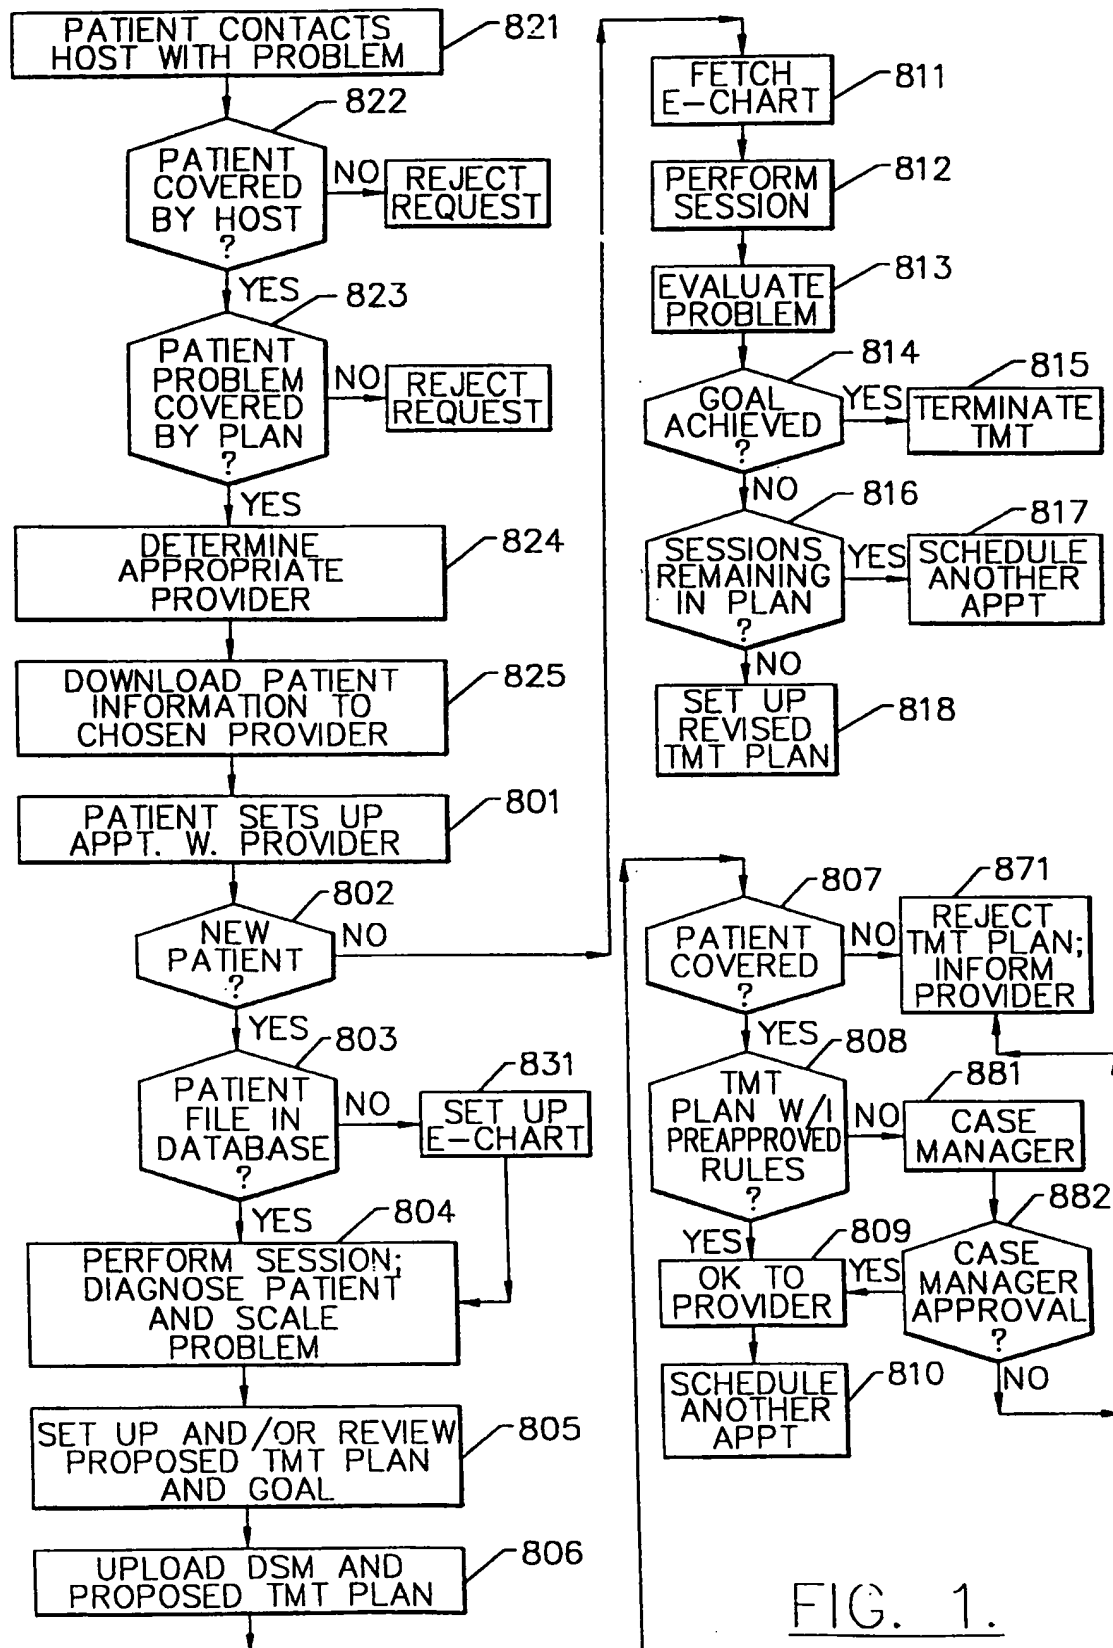 PATIENT CONTACTS
HOST WITH PROBLEM
821
822
PATIENT
COVERED
BY HOST
?
NO
REJECT
REQUEST
YES
823
PATIENT
PROBLEM
COVERED
BY PLAN
?
NO
REJECT
REQUEST
YES
824
DETERMINE
APPROPRIATE
PROVIDER
DOWNLOAD PATIENT
INFORMATION TO
CHOSEN PROVIDER
825
PATIENT SETS UP
APPT. W. PROVIDER
801
802
NEW
PATIENT
?
NO
YES
803
PATIENT
FILE IN
DATABASE
?
NO
831
SET UP
E-CHART
YES
804
PERFORM SESSION;
DIAGNOSE PATIENT
AND SCALE
PROBLEM
SET UP AND/OR REVIEW
PROPOSED TMT PLAN
AND GOAL
805
UPLOAD DSM AND
PROPOSED TMT PLAN
806
FETCH
E-CHART
811
PERFORM
SESSION
812
EVALUATE
PROBLEM
813
814
GOAL
ACHIEVED
?
YES
815
TERMINATE
TMT
NO
816
SESSIONS
REMAINING
IN PLAN
?
YES
817
SCHEDULE
ANOTHER
APPT
NO
SET UP
REVISED
TMT PLAN
818
807
PATIENT
COVERED
?
NO
871
REJECT
TMT PLAN;
INFORM
PROVIDER
YES
808
TMT
PLAN W/I
PREAPPROVED
RULES
?
NO
881
CASE
MANAGER
882
CASE
MANAGER
APPROVAL
?
YES
NO
YES
809
OK TO
PROVIDER
SCHEDULE
ANOTHER
APPT
810
FIG. 1.